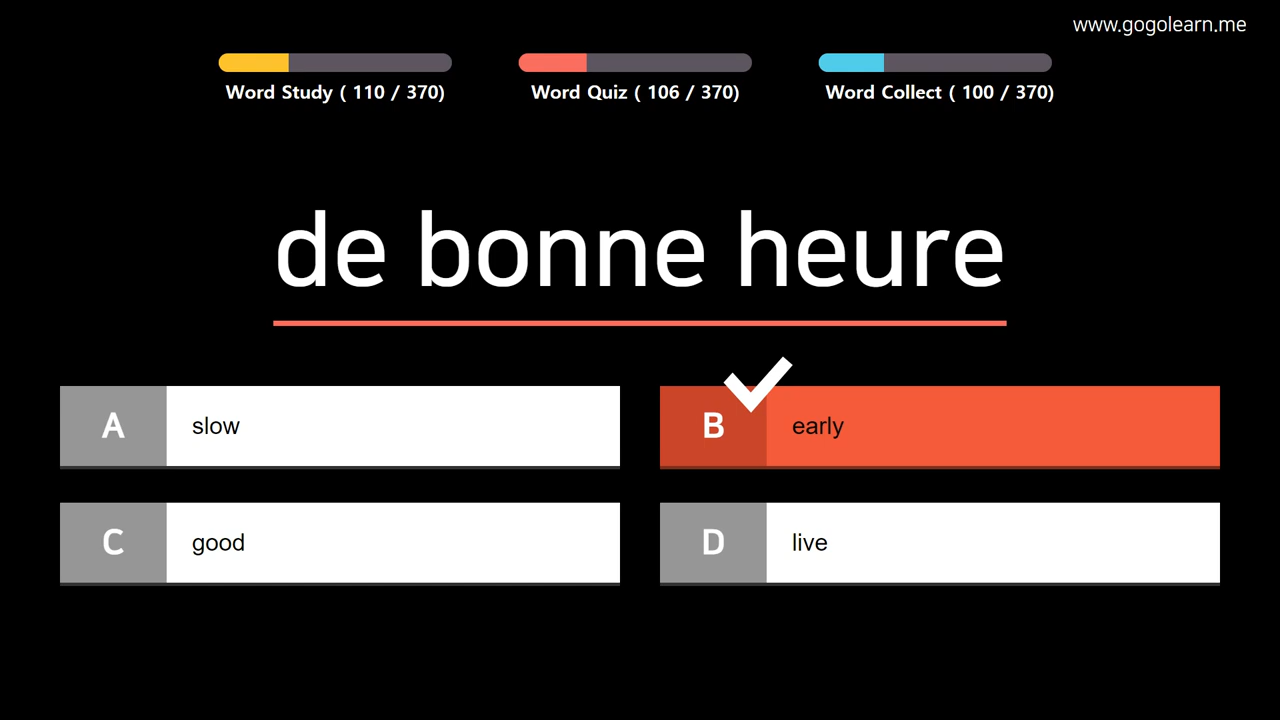 www.gogolearn.me
Word Study ( 110 / 370)
Word Quiz ( 106 / 370)
Word Collect ( 100 / 370)
de bonne heure
A slow
B early
C good
D live